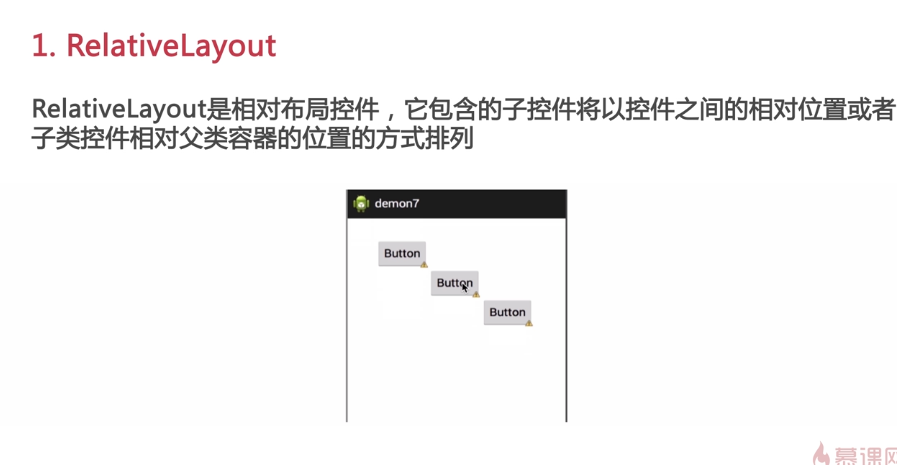 1. RelativeLayout
RelativeLayout是相对布局控件，它包含的子控件将以控件之间的相对位置或者
子类控件相对父类容器的位置的方式排列
demon7
Button
Button
Button
慕课网